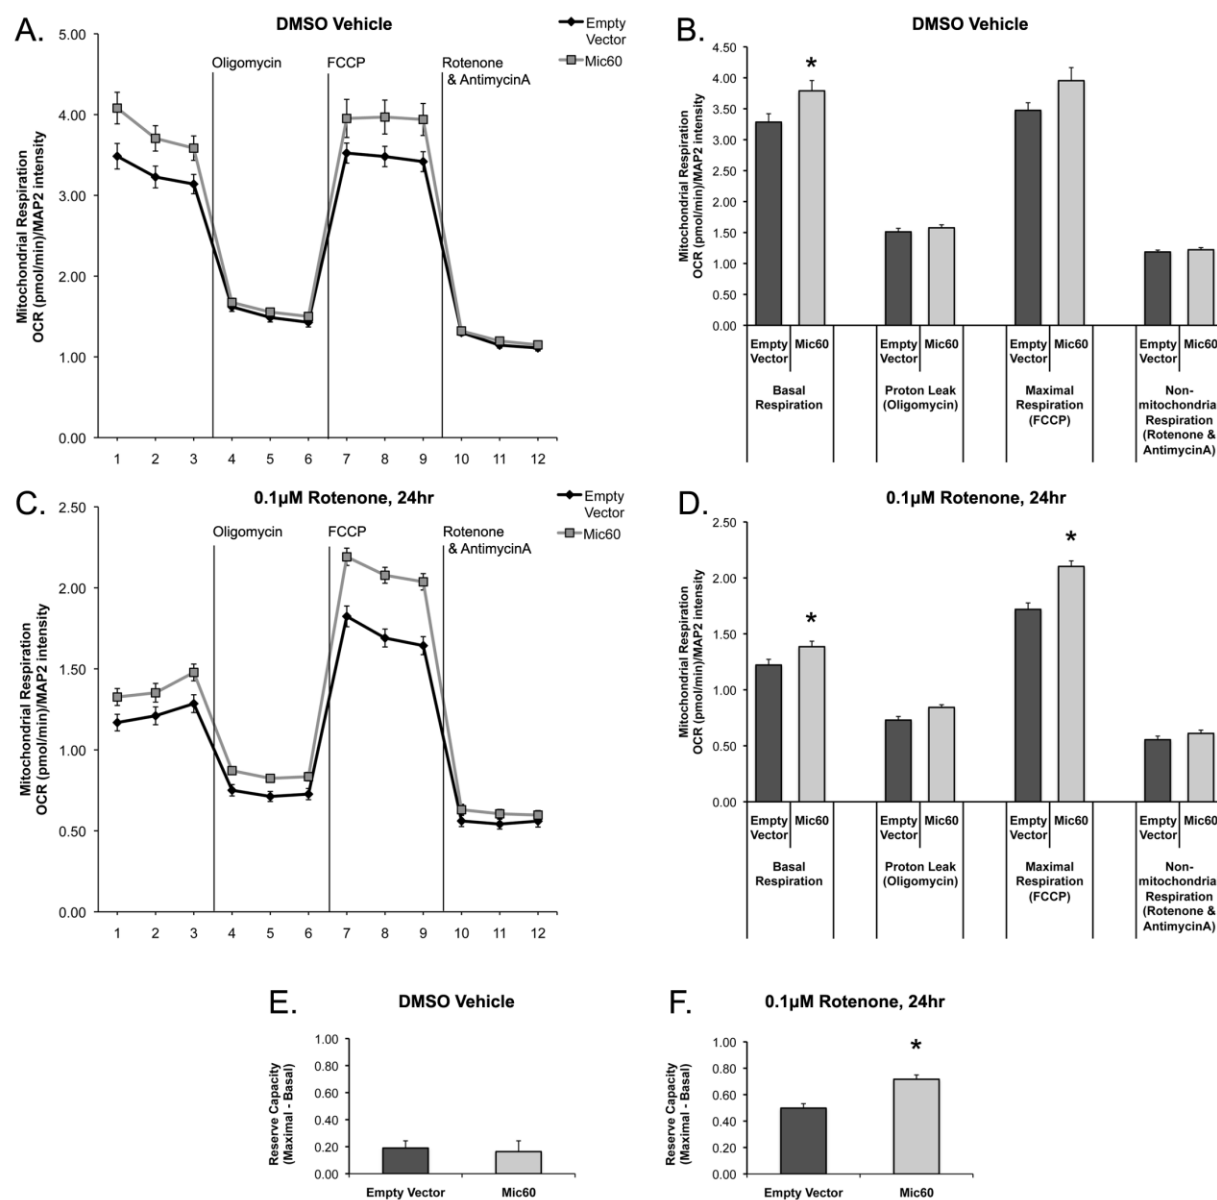 A.
DMSO Vehicle
Empty
Vector
Mic60
5.00
4.00
3.00
2.00
1.00
0.00
Mitochondrial Respiration
OCR (pmol/min)/MAP2 intensity
Oligomycin
FCCP
Rotenone
& AntimycinA
1 2 3 4 5 6 7 8 9 10 11 12
B.
DMSO Vehicle
4.50
4.00
3.50
3.00
2.50
2.00
1.50
1.00
0.50
0.00
Mitochondrial Respiration
OCR (pmol/min)/MAP2 intensity
*
Empty Mic60 Empty Mic60 Empty Mic60 Empty Mic60
Vector Vector Vector Vector
Basal
Respiration
Proton Leak
(Oligomycin)
Maximal
Respiration
(FCCP)
Non-
mitochondrial
Respiration
(Rotenone &
AntimycinA)
C.
0.1µM Rotenone, 24hr
Empty
Vector
Mic60
2.50
2.00
1.50
1.00
0.50
0.00
Mitochondrial Respiration
OCR (pmol/min)/MAP2 intensity
Oligomycin
FCCP
Rotenone
& AntimycinA
1 2 3 4 5 6 7 8 9 10 11 12
D.
0.1µM Rotenone, 24hr
2.50
2.00
1.50
1.00
0.50
0.00
Mitochondrial Respiration
OCR (pmol/min)/MAP2 intensity
*
*
Empty Mic60 Empty Mic60 Empty Mic60 Empty Mic60
Vector Vector Vector Vector
Basal
Respiration
Proton Leak
(Oligomycin)
Maximal
Respiration
(FCCP)
Non-
mitochondrial
Respiration
(Rotenone &
AntimycinA)
E.
DMSO Vehicle
1.00
0.80
0.60
0.40
0.20
0.00
Reserve Capacity
(Maximal - Basal)
Empty Vector Mic60
F.
0.1µM Rotenone, 24hr
1.00
0.80
0.60
0.40
0.20
0.00
Reserve Capacity
(Maximal - Basal)
*
Empty Vector Mic60